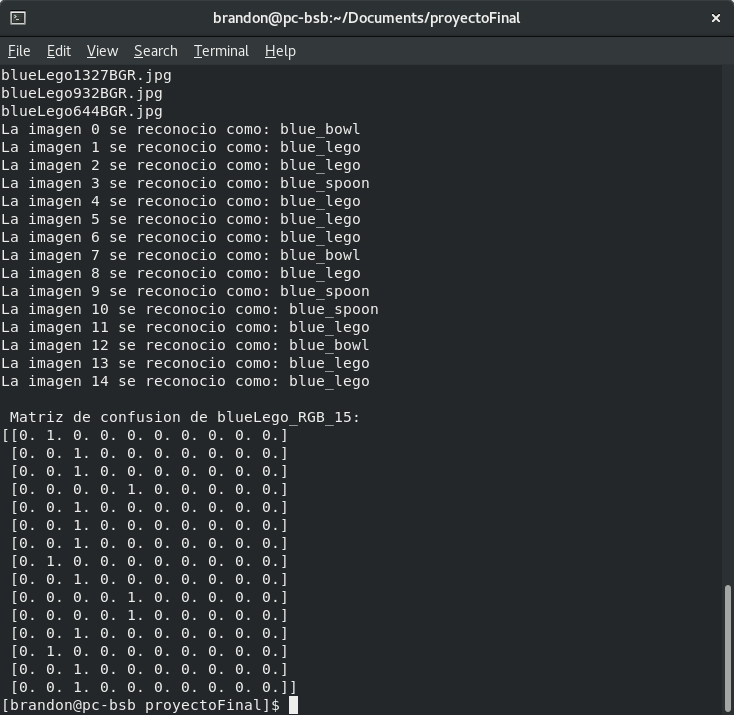 brandon@pc-bsb:~/Documents/proyectoFinal
File Edit View Search Terminal Help
blueLego1327BGR.jpg
blueLego932BGR.jpg
blueLego644BGR.jpg
La imagen 0 se reconocio como: blue_bowl
La imagen 1 se reconocio como: blue_lego
La imagen 2 se reconocio como: blue_lego
La imagen 3 se reconocio como: blue_spoon
La imagen 4 se reconocio como: blue_lego
La imagen 5 se reconocio como: blue_lego
La imagen 6 se reconocio como: blue_lego
La imagen 7 se reconocio como: blue_bowl
La imagen 8 se reconocio como: blue_lego
La imagen 9 se reconocio como: blue_spoon
La imagen 10 se reconocio como: blue_spoon
La imagen 11 se reconocio como: blue_lego
La imagen 12 se reconocio como: blue_bowl
La imagen 13 se reconocio como: blue_lego
La imagen 14 se reconocio como: blue_lego
Matriz de confusion de blueLego_RGB_15:
[[0. 1. 0. 0. 0. 0. 0. 0. 0. 0.]
[0. 0. 1. 0. 0. 0. 0. 0. 0. 0.]
[0. 0. 1. 0. 0. 0. 0. 0. 0. 0.]
[0. 0. 0. 0. 1. 0. 0. 0. 0. 0.]
[0. 0. 1. 0. 0. 0. 0. 0. 0. 0.]
[0. 0. 1. 0. 0. 0. 0. 0. 0. 0.]
[0. 0. 1. 0. 0. 0. 0. 0. 0. 0.]
[0. 1. 0. 0. 0. 0. 0. 0. 0. 0.]
[0. 0. 1. 0. 0. 0. 0. 0. 0. 0.]
[0. 0. 0. 0. 1. 0. 0. 0. 0. 0.]
[0. 0. 0. 0. 1. 0. 0. 0. 0. 0.]
[0. 0. 1. 0. 0. 0. 0. 0. 0. 0.]
[0. 1. 0. 0. 0. 0. 0. 0. 0. 0.]
[0. 0. 1. 0. 0. 0. 0. 0. 0. 0.]
[0. 0. 1. 0. 0. 0. 0. 0. 0. 0.]]
[brandon@pc-bsb proyectoFinal]$